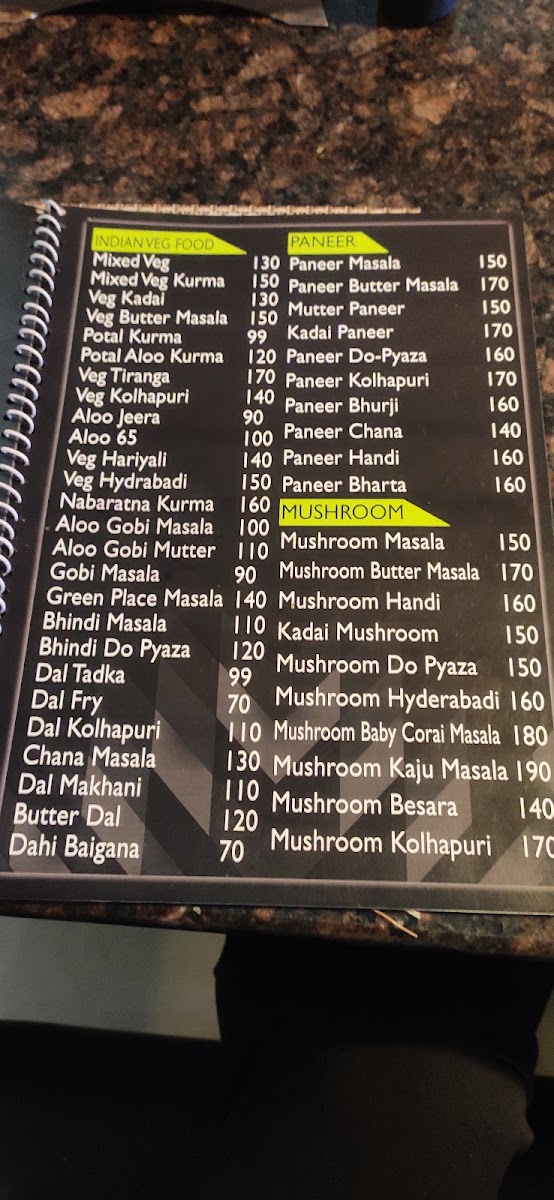 INDIAN VEG FOOD
Mixed Veg 130
Mixed Veg Kurma 150
Veg Kadai 130
Veg Butter Masala 150
Potal Kurma 99
Potal Aloo Kurma 120
Veg Tiranga 170
Veg Kolhapuri 140
Aloo Jeera 90
Aloo 65 100
Veg Hariyali 140
Veg Hydrabadi 150
Nabaratna Kurma 160
Aloo Gobi Masala 100
Aloo Gobi Mutter 110
Gobi Masala 90
Green Place Masala 140
Bhindi Masala 110
Bhindi Do Pyaza 120
Dal Tadka 99
Dal Fry 70
Dal Kolhapuri 110
Chana Masala 130
Dal Makhani 110
Butter Dal 120
Dahi Baigana 70
PANEER
Paneer Masala 150
Paneer Butter Masala 170
Mutter Paneer 150
Kadai Paneer 170
Paneer Do-Pyaza 160
Paneer Kolhapuri 170
Paneer Bhurji 160
Paneer Chana 140
Paneer Handi 160
Paneer Bharta 160
MUSHROOM
Mushroom Masala 150
Mushroom Butter Masala 170
Mushroom Handi 160
Kadai Mushroom 150
Mushroom Do Pyaza 150
Mushroom Hyderabadi 160
Mushroom Baby Corai Masala 180
Mushroom Kaju Masala 190
Mushroom Besara 140
Mushroom Kolhapuri 170